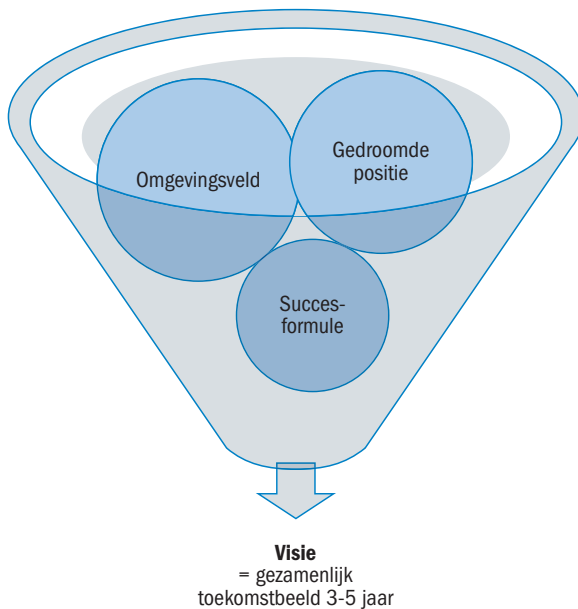 Omgevingsveld
Gedroomde
positie
Succes-
formule
Visie
= gezamenlijk
toekomstbeeld 3-5 jaar